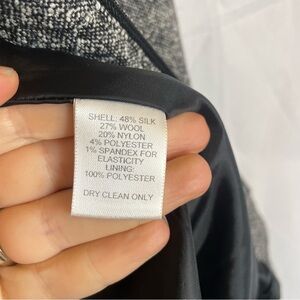 SHELL: 48% SILK
27% WOOL
20% NYLON
4% POLYESTER
1% SPANDEX FOR
ELASTICITY
LINING:
100% POLYESTER
DRY CLEAN ONLY